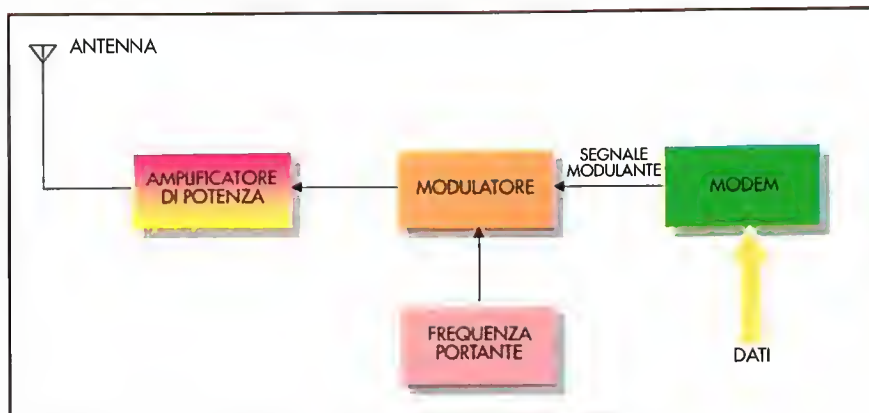 ANTENNA
AMPLIFICATORE
DI POTENZA
MODULATORE
SEGNALE
MODULANTE
MODEM
FREQUENZA
PORTANTE
DATI